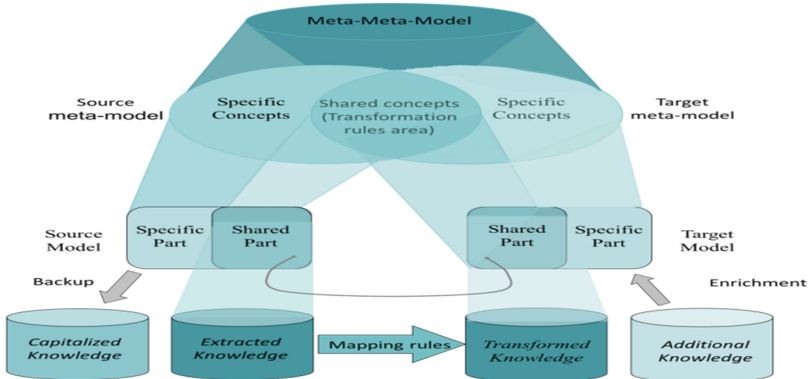 Meta-Meta-Model
Source
meta-model
Specific
Concepts
Shared concepts
(Transformation
rules area)
Specific
Concepts
Target
meta-model
Source
Model
Specific
Part
Shared
Part
Shared
Part
Specific
Part
Target
Model
Backup
Enrichment
Capitalized
Knowledge
Extracted
Knowledge
Mapping rules
Transformed
Knowledge
Additional
Knowledge